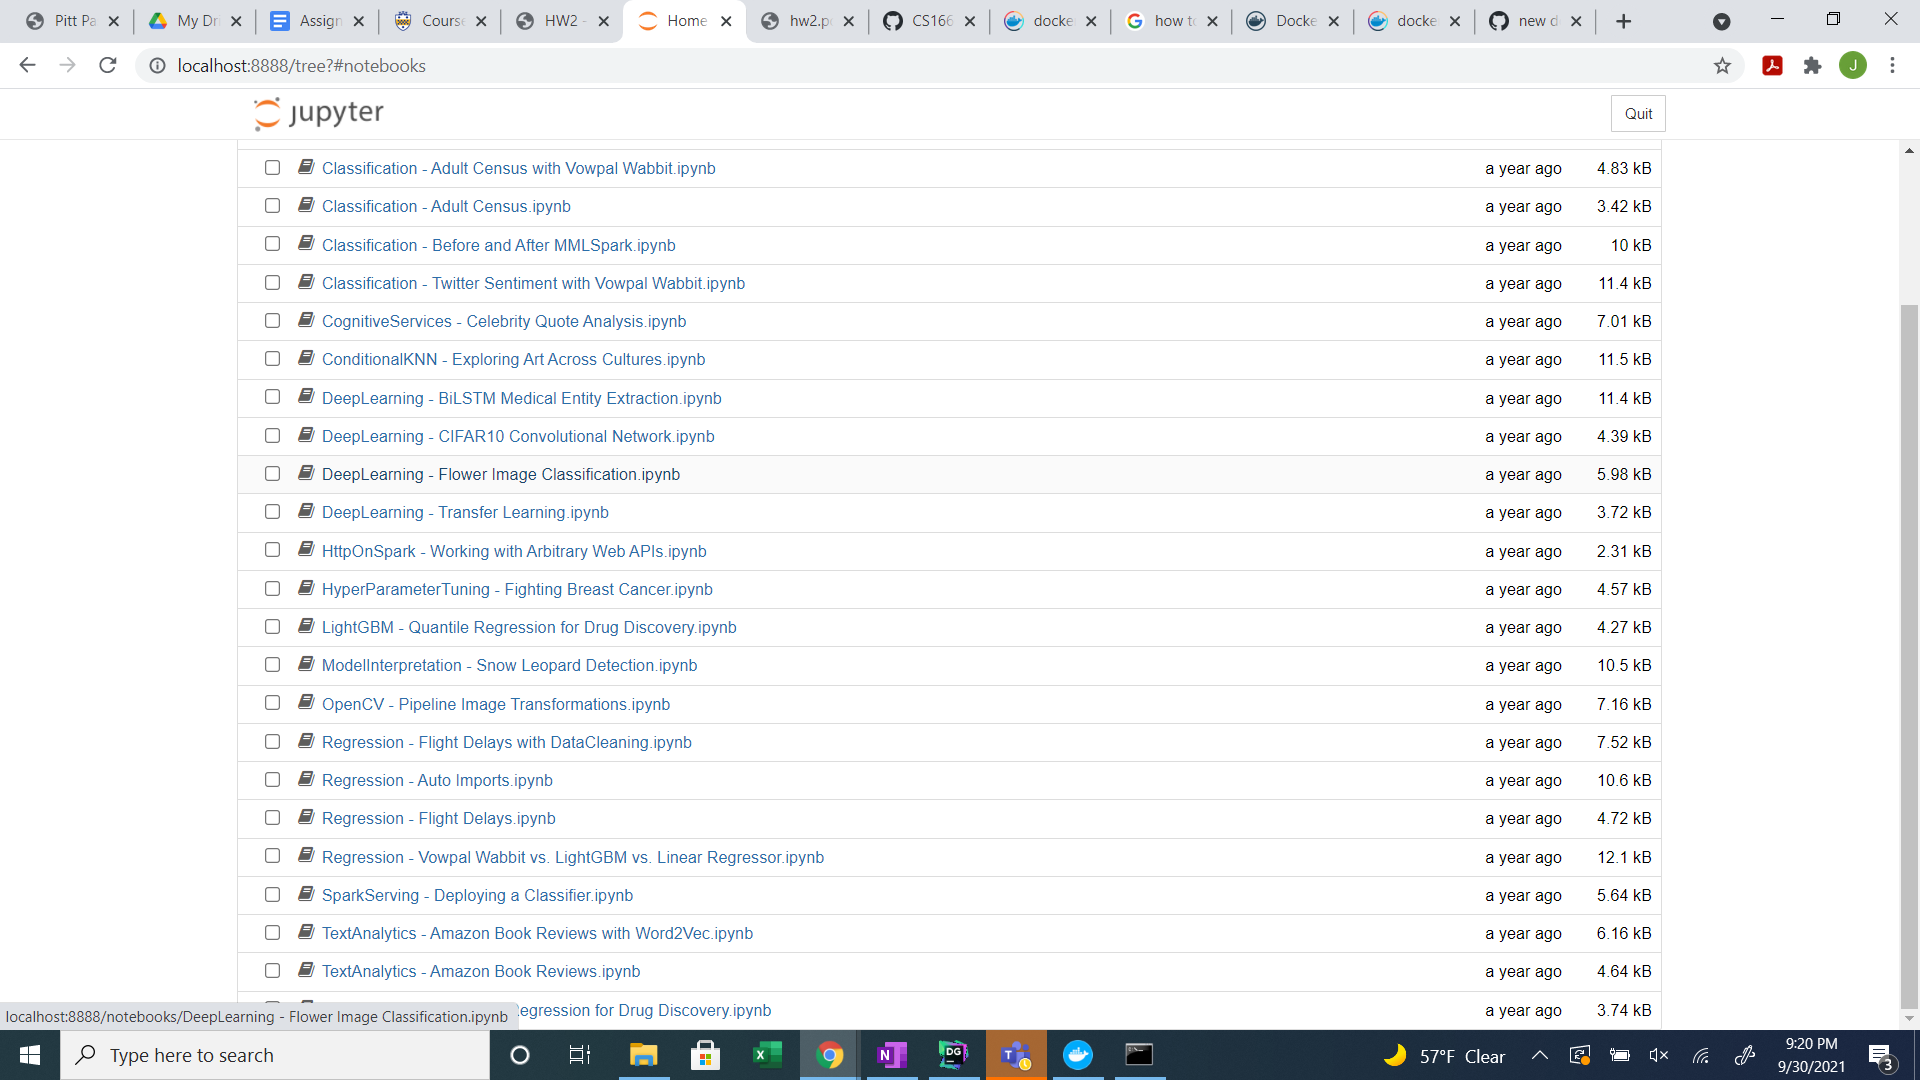 Pitt Pa
My Dri
Assign
Course
HW2 -
Home
hw2.po
CS166
docke
how to
Docke
docke
new d
localhost:8888/tree?#notebooks
J
jupyter
Quit
Classification - Adult Census with Vowpal Wabbit.ipynb a year ago 4.83 kB
Classification - Adult Census.ipynb a year ago 3.42 kB
Classification - Before and After MMLSpark.ipynb a year ago 10 kB
Classification - Twitter Sentiment with Vowpal Wabbit.ipynb a year ago 11.4 kB
CognitiveServices - Celebrity Quote Analysis.ipynb a year ago 7.01 kB
ConditionalKNN - Exploring Art Across Cultures.ipynb a year ago 11.5 kB
DeepLearning - BiLSTM Medical Entity Extraction.ipynb a year ago 11.4 kB
DeepLearning - CIFAR10 Convolutional Network.ipynb a year ago 4.39 kB
DeepLearning - Flower Image Classification.ipynb a year ago 5.98 kB
DeepLearning - Transfer Learning.ipynb a year ago 3.72 kB
HttpOnSpark - Working with Arbitrary Web APIs.ipynb a year ago 2.31 kB
HyperParameterTuning - Fighting Breast Cancer.ipynb a year ago 4.57 kB
LightGBM - Quantile Regression for Drug Discovery.ipynb a year ago 4.27 kB
ModelInterpretation - Snow Leopard Detection.ipynb a year ago 10.5 kB
OpenCV - Pipeline Image Transformations.ipynb a year ago 7.16 kB
Regression - Flight Delays with DataCleaning.ipynb a year ago 7.52 kB
Regression - Auto Imports.ipynb a year ago 10.6 kB
Regression - Flight Delays.ipynb a year ago 4.72 kB
Regression - Vowpal Wabbit vs. LightGBM vs. Linear Regressor.ipynb a year ago 12.1 kB
SparkServing - Deploying a Classifier.ipynb a year ago 5.64 kB
TextAnalytics - Amazon Book Reviews with Word2Vec.ipynb a year ago 6.16 kB
TextAnalytics - Amazon Book Reviews.ipynb a year ago 4.64 kB
egression for Drug Discovery.ipynb a year ago 3.74 kB
localhost:8888/notebooks/DeepLearning - Flower Image Classification.ipynb
Type here to search
57°F Clear
9:20 PM
9/30/2021
3